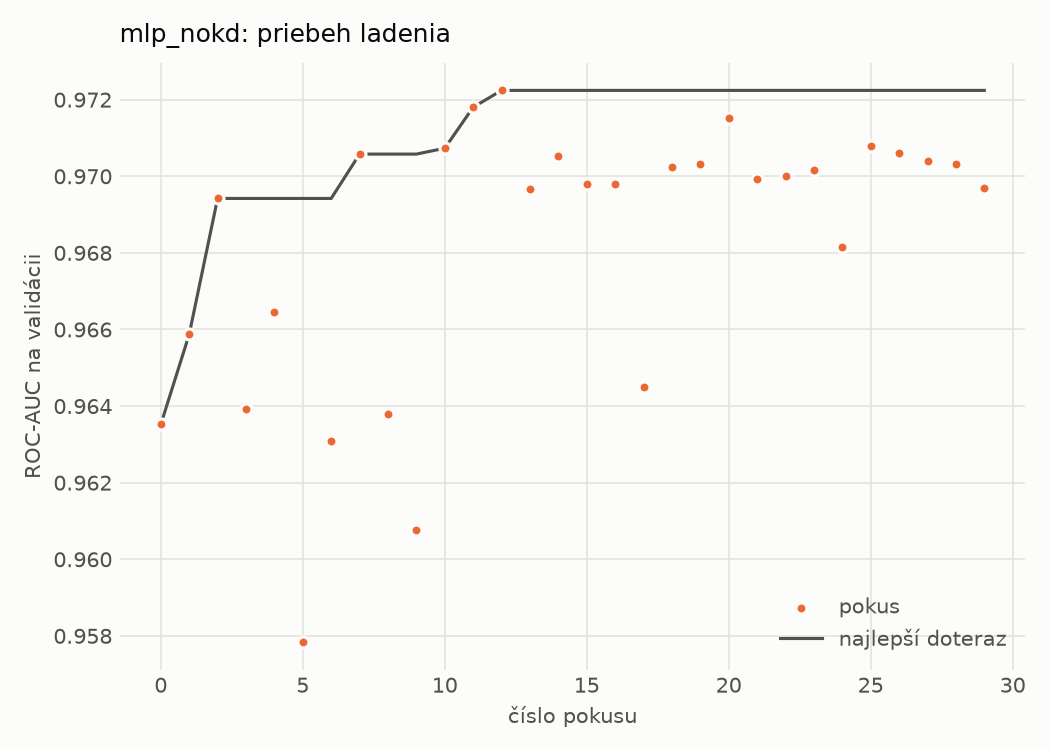 mlp_nokd: priebeh ladenia
ROC-AUC na validácii
0.972
0.970
0.968
0.966
0.964
0.962
0.960
0.958
pokus
najlepší doteraz
0 5 10 15 20 25 30
číslo pokusu